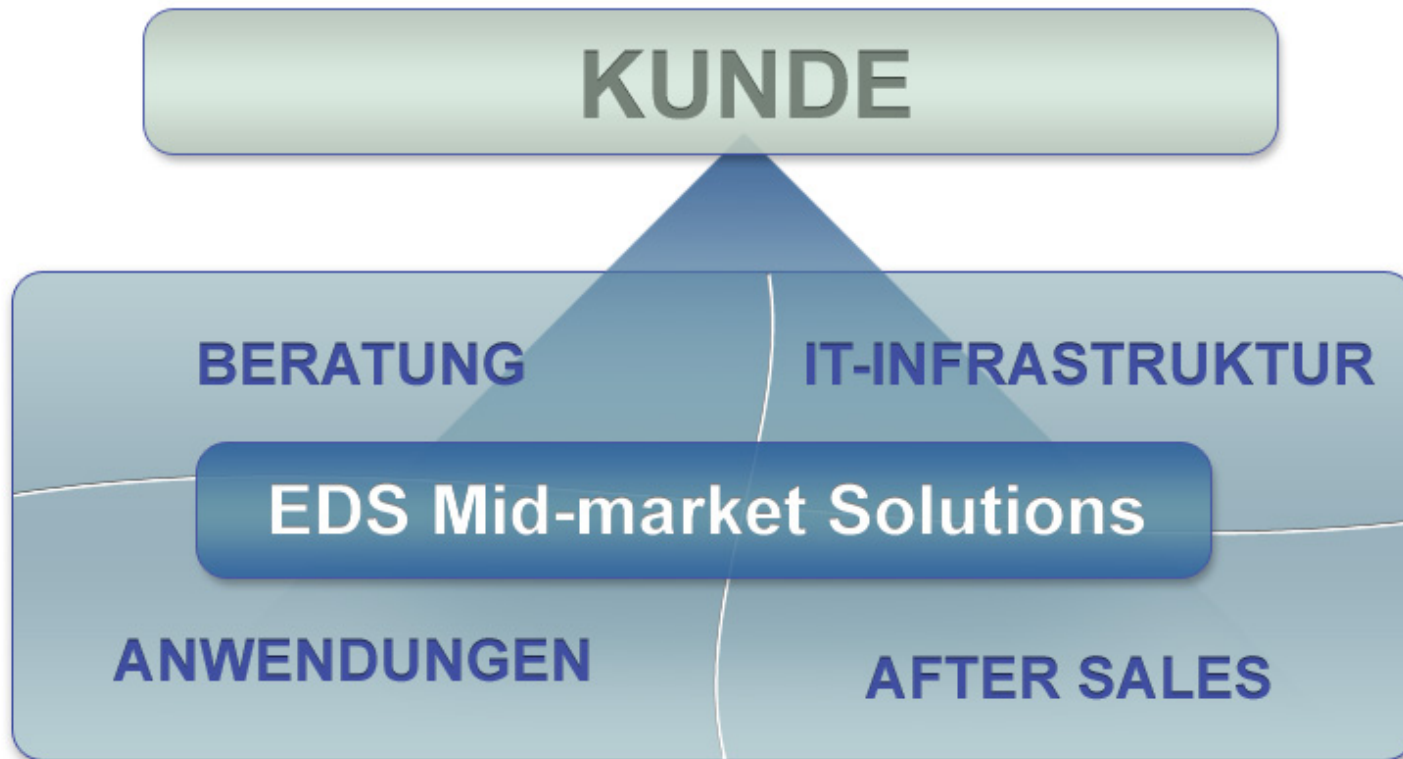 KUNDE
BERATUNG
IT-INFRASTRUKTUR
EDS Mid-market Solutions
ANWENDUNGEN
AFTER SALES